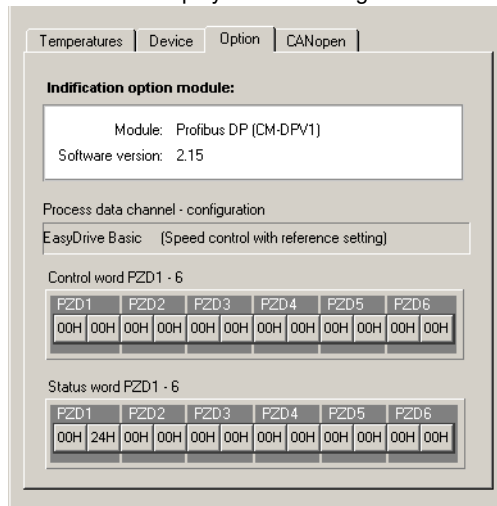 Temperatures Device Option CANopen
Indification option module:
Module: Profibus DP (CM-DPV1)
Software version: 2.15
Process data channel - configuration
EasyDrive Basic (Speed control with reference setting)
Control word PZD1 - 6
PZD1 PZD2 PZD3 PZD4 PZD5 PZD6
00H 00H 00H 00H 00H 00H 00H 00H 00H 00H 00H 00H
Status word PZD1 - 6
PZD1 PZD2 PZD3 PZD4 PZD5 PZD6
00H 24H 00H 00H 00H 00H 00H 00H 00H 00H 00H 00H